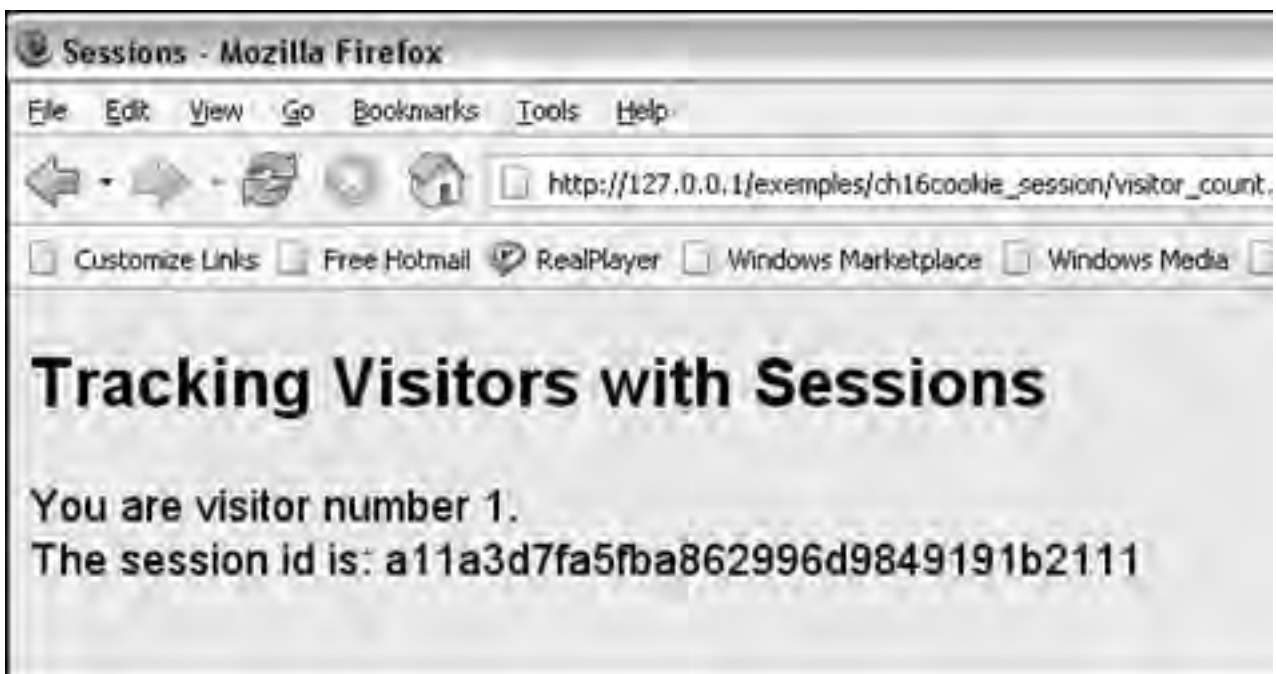 Sessions - Mozilla Firefox
File Edit View Go Bookmarks Tools Help
http://127.0.0.1/exemples/ch16cookie_session/visitor_count.
Customize Links Free Hotmail RealPlayer Windows Marketplace Windows Media
Tracking Visitors with Sessions
You are visitor number 1.
The session id is: a11a3d7fa5fba862996d9849191b2111